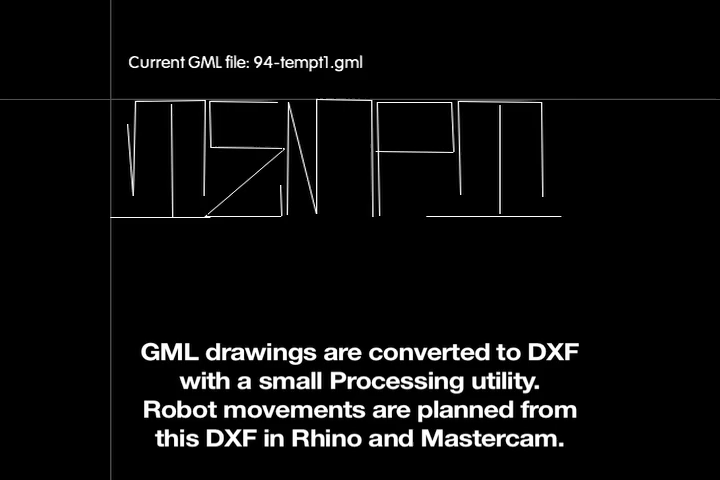 Current GML file: 94-tempt1.gml
GML drawings are converted to DXF
with a small Processing utility.
Robot movements are planned from
this DXF in Rhino and Mastercam.